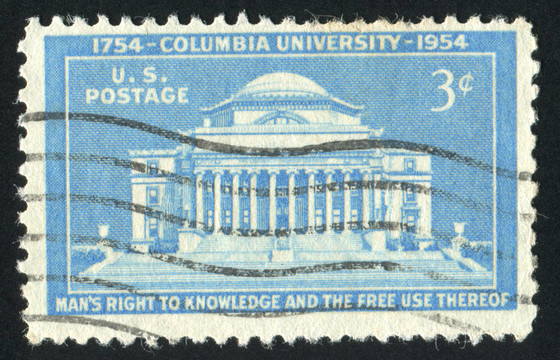 1754-COLUMBIA UNIVERSITY-1954
U.S.
POSTAGE
3¢
MAN'S RIGHT TO KNOWLEDGE AND THE FREE USE THEREOF